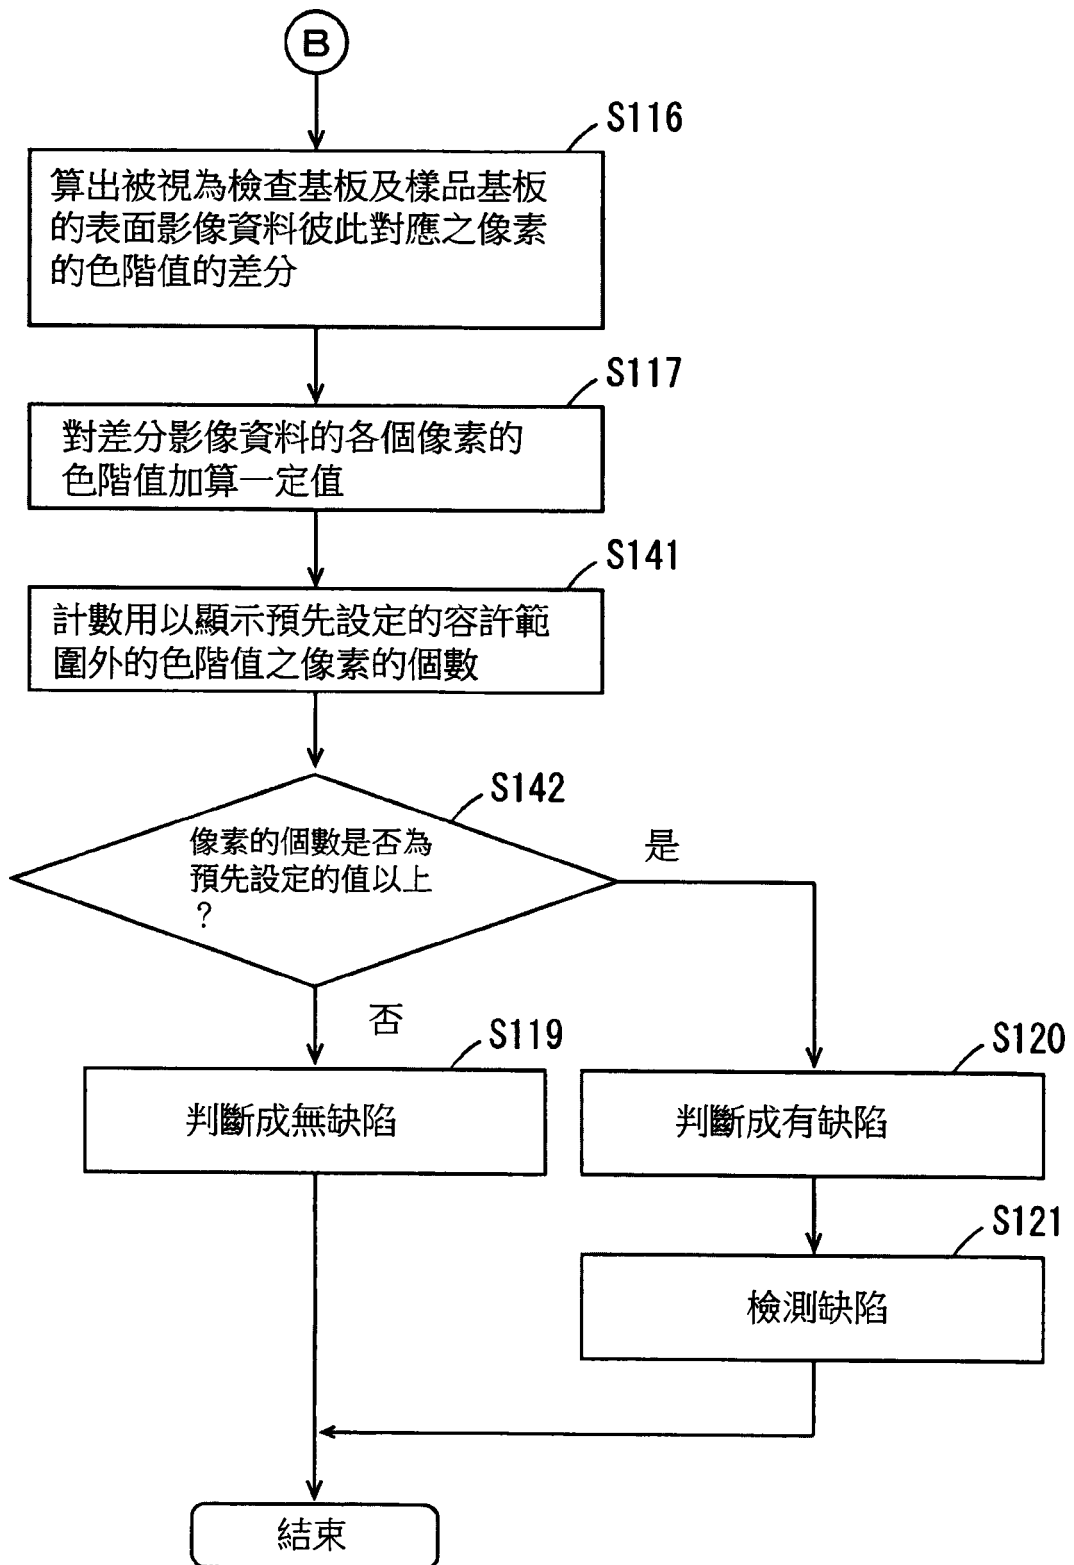 B
S116
算出被視為檢查基板及樣品基板
的表面影像資料彼此對應之像素
的色階值的差分
S117
對差分影像資料的各個像素的
色階值加算一定值
S141
計數用以顯示預先設定的容許範
圍外的色階值之像素的個數
S142
像素的個數是否為
預先設定的值以上
？
是
否
S119
判斷成無缺陷
S120
判斷成有缺陷
S121
檢測缺陷
結束